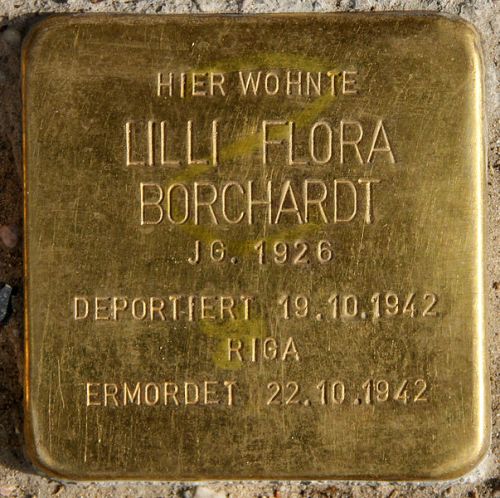 HIER WOHNTE
LILLI FLORA
BORCHARDT
JG. 1926
DEPORTIERT 19.10.1942
RIGA
ERMORDET 22.10.1942